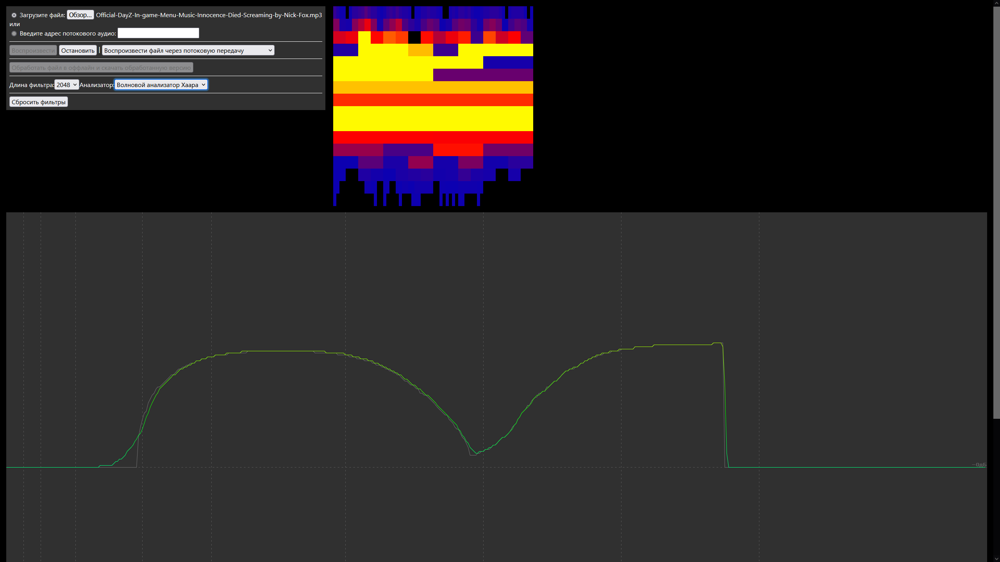 Загрузите файл: Обзор... Official-DayZ-In-game-Menu-Music-Innocence-Died-Screaming-by-Nick-Fox.mp3
или
Введите адрес потокового аудио:
Воспроизвести Остановить | Воспроизвести файл через потоковую передачу
Обработать файл в оффлайн и скачать обработанную версию
Длина фильтра: 2048 Анализатор: Волновой анализатор Хаара
Сбросить фильтры
0дБ